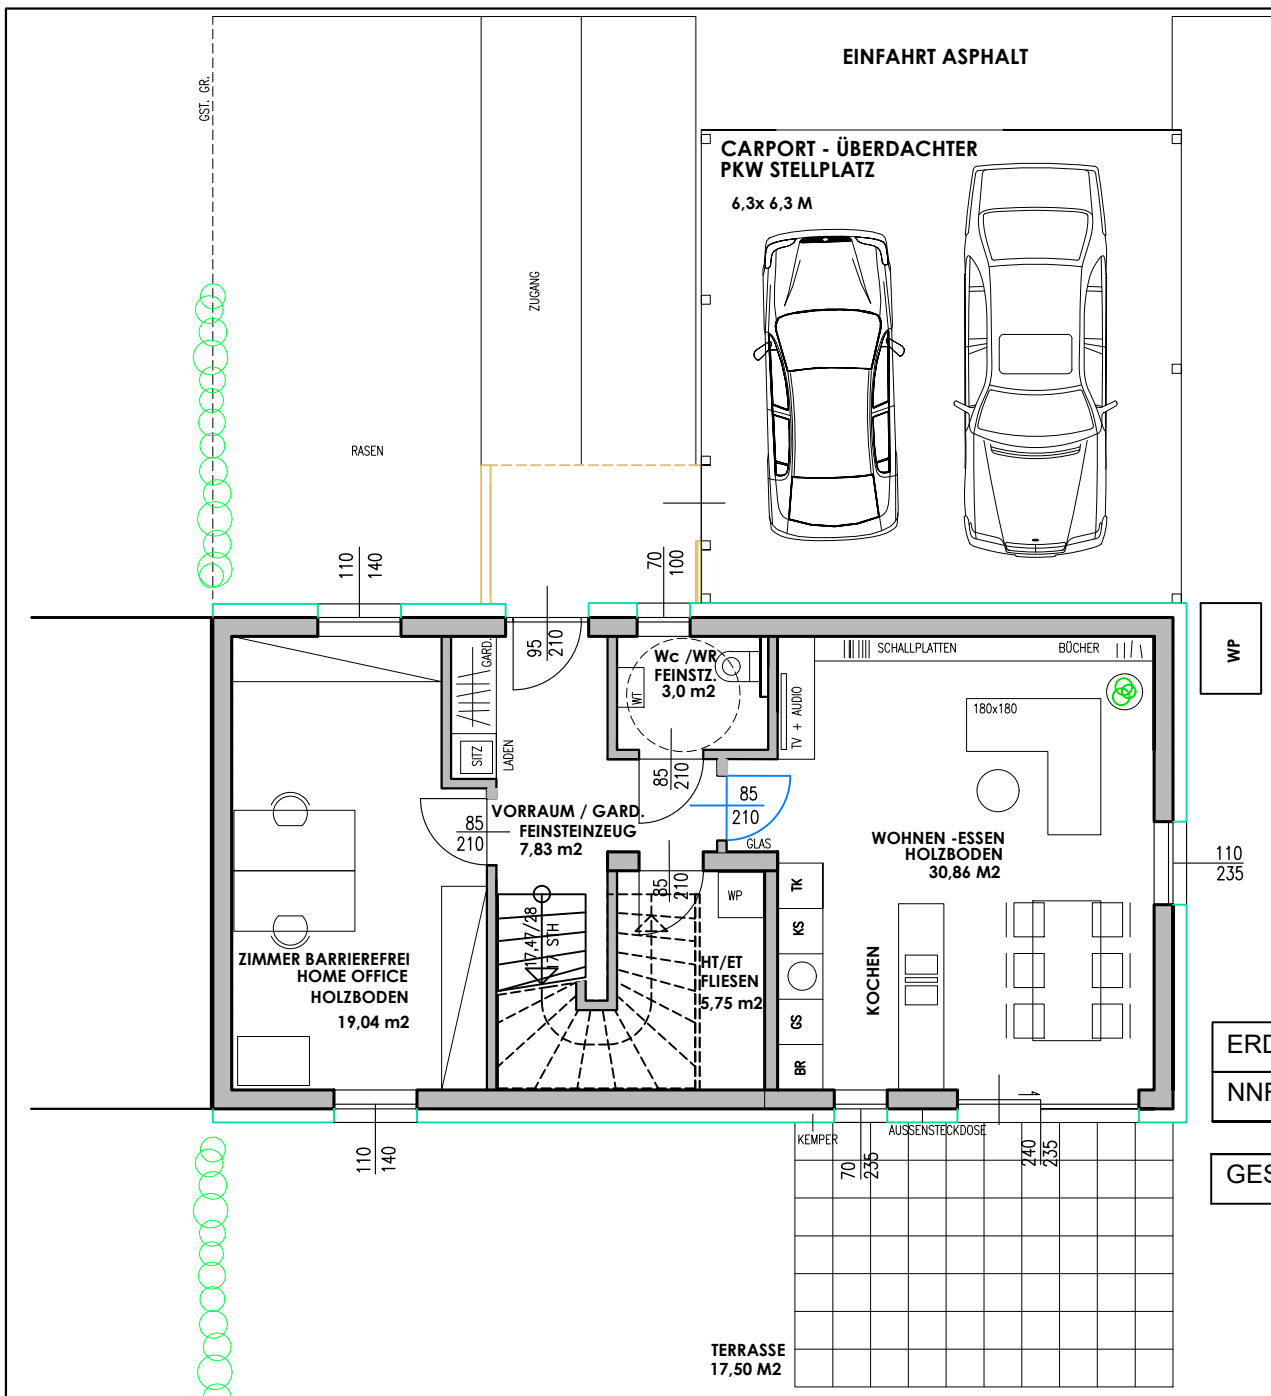 EINFAHRT ASPHALT
GST. GR.
CARPORT - ÜBERDACHTER
PKW STELLPLATZ
6,3x 6,3 M
ZUGANG
RASEN
110
140
70
100
95
210
GARD.
SITZ
LADEN
Wc /WR
FEINSTZ.
3,0 m2
WT
TV + AUDIO
SCHALLPLATTEN
BÜCHER
180x180
WP
85
210
85
210
GLAS
VORRAUM / GARD.
FEINSTEINZEUG
7,83 m2
85
210
WOHNEN -ESSEN
HOLZBODEN
30,86 M2
110
235
85
210
WP
TK
KS
GS
BR
KOCHEN
17,47/28
17 STH
HT/ET
FLIESEN
5,75 m2
ZIMMER BARRIEREFREI
HOME OFFICE
HOLZBODEN
19,04 m2
ERD
NNF
GES
110
140
KEMPER
70
235
AUSSENSTECKDOSE
240
235
TERRASSE
17,50 M2